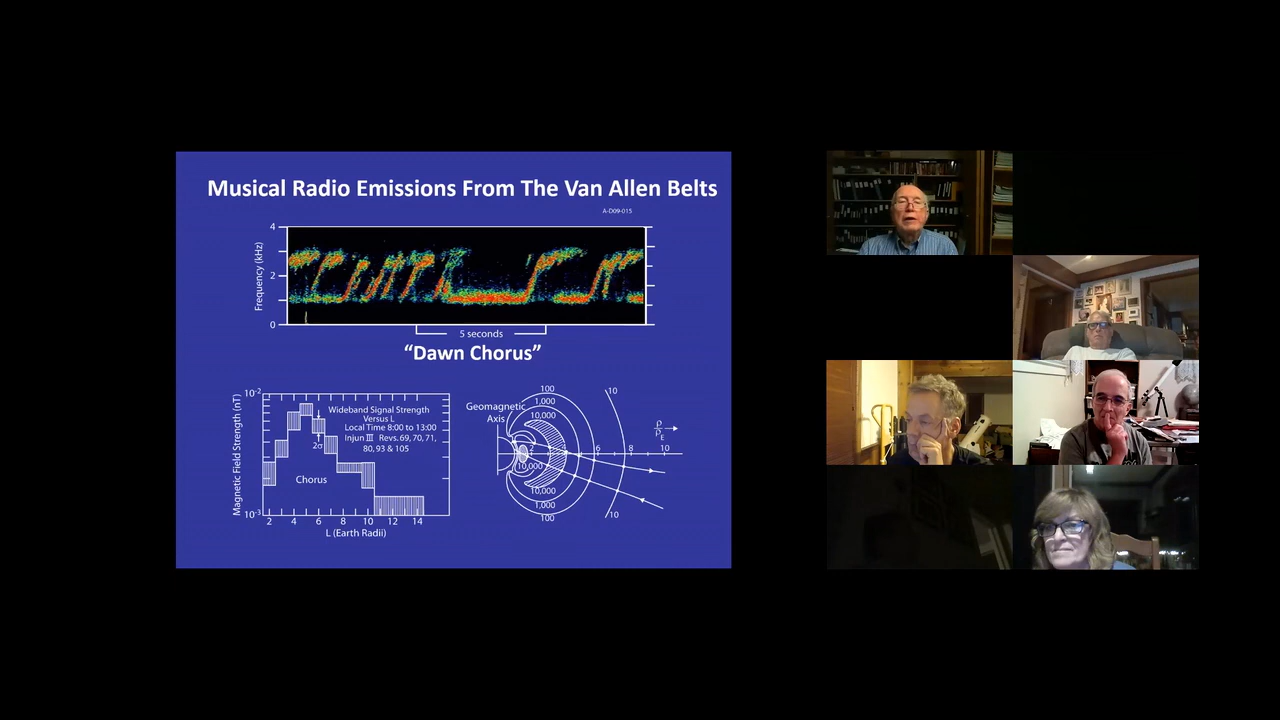 Musical Radio Emissions From The Van Allen Belts
A-D09-015
4
2
0
Frequency (kHz)
5 seconds
“Dawn Chorus”
10-2
10-3
Magnetic Field Strength (nT)
Wideband Signal Strength
Versus L
Local Time 8:00 to 13:00
Injun III Revs. 69, 70, 71,
80, 93 & 105
2σ
Chorus
2 4 6 8 10 12 14
L (Earth Radii)
Geomagnetic
Axis
100
1,000
10,000
10
ρ
ρE
2 6 8 10
10,000
10,000
1,000
100
10